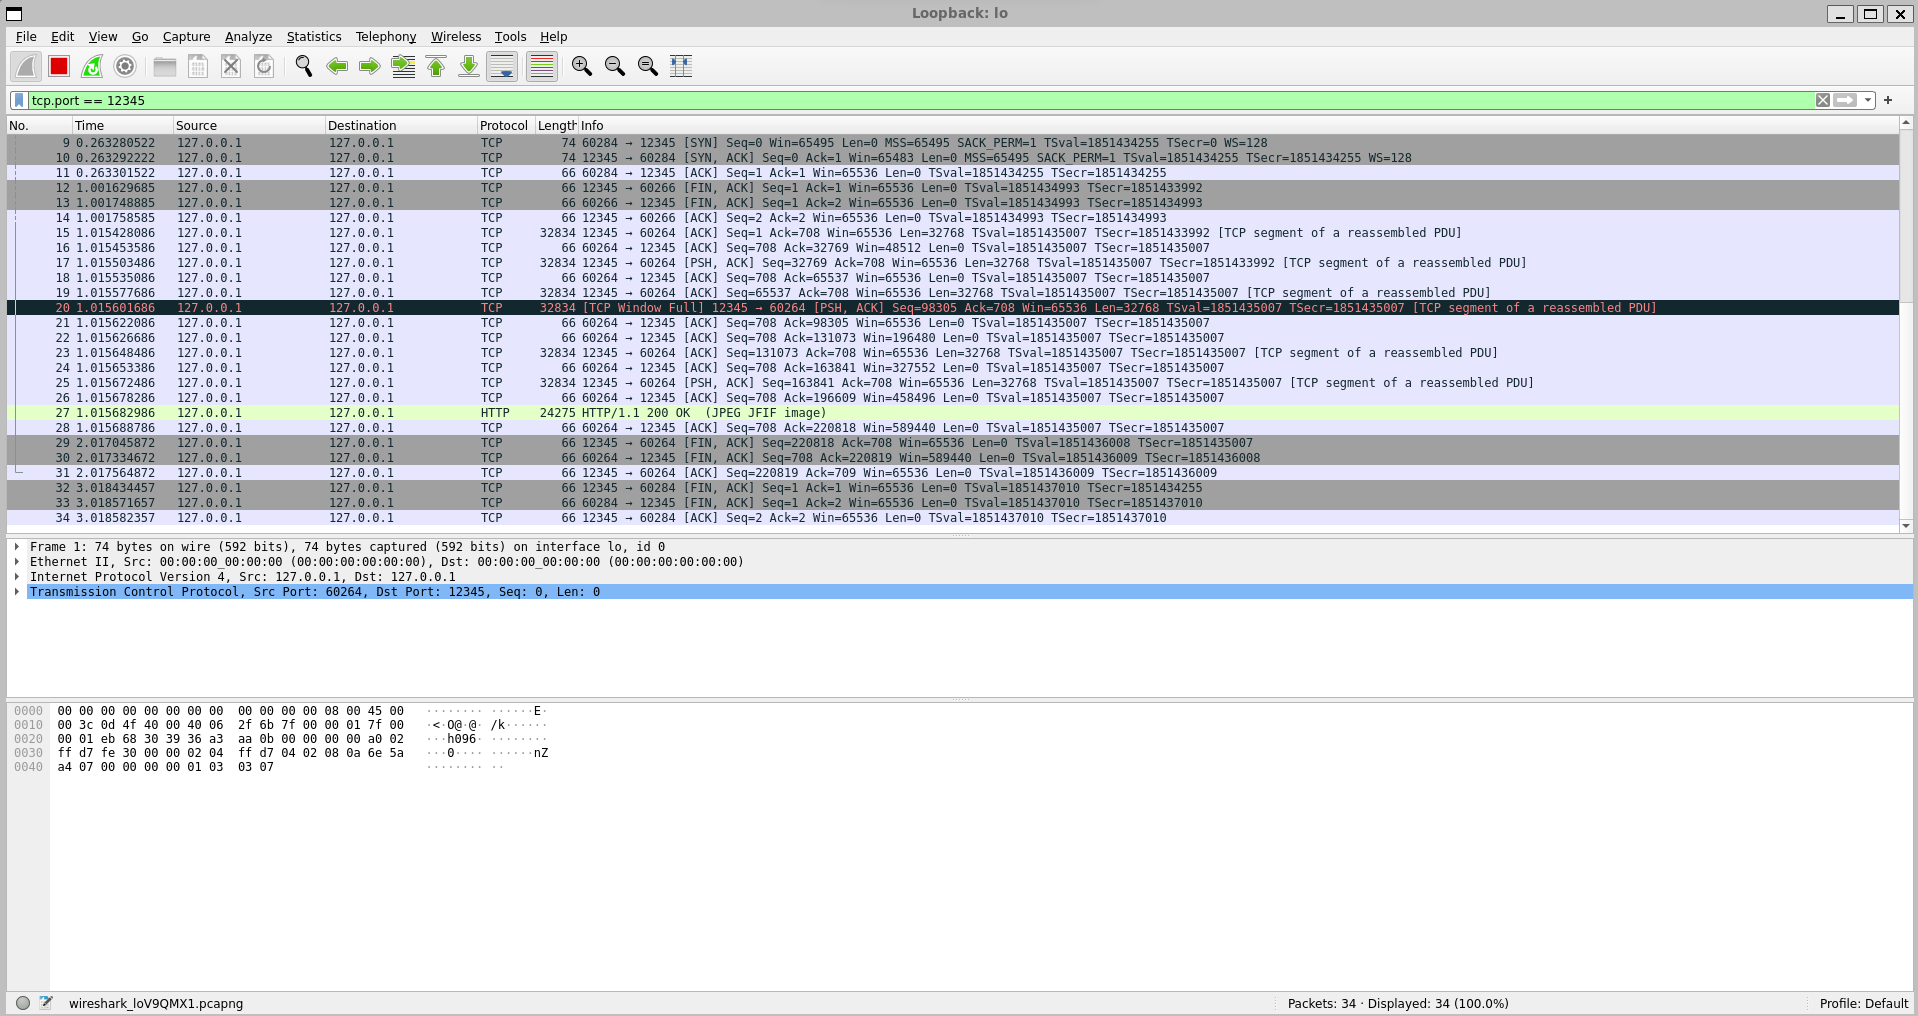 Loopback: lo
File Edit View Go Capture Analyze Statistics Telephony Wireless Tools Help
tcp.port == 12345
No. Time Source Destination Protocol Length Info
9 0.263280522 127.0.0.1 127.0.0.1 TCP 74 60284 → 12345 [SYN] Seq=0 Win=65495 Len=0 MSS=65495 SACK_PERM=1 TSval=1851434255 TSecr=0 WS=128
10 0.263292222 127.0.0.1 127.0.0.1 TCP 74 12345 → 60284 [SYN, ACK] Seq=0 Ack=1 Win=65483 Len=0 MSS=65495 SACK_PERM=1 TSval=1851434255 TSecr=1851434255 WS=128
11 0.263301522 127.0.0.1 127.0.0.1 TCP 66 60284 → 12345 [ACK] Seq=1 Ack=1 Win=65536 Len=0 TSval=1851434255 TSecr=1851434255
12 1.001629685 127.0.0.1 127.0.0.1 TCP 66 12345 → 60266 [FIN, ACK] Seq=1 Ack=1 Win=65536 Len=0 TSval=1851434993 TSecr=1851433992
13 1.001748885 127.0.0.1 127.0.0.1 TCP 66 60266 → 12345 [FIN, ACK] Seq=1 Ack=2 Win=65536 Len=0 TSval=1851434993 TSecr=1851434993
14 1.001758585 127.0.0.1 127.0.0.1 TCP 66 12345 → 60266 [ACK] Seq=2 Ack=2 Win=65536 Len=0 TSval=1851434993 TSecr=1851434993
15 1.015428086 127.0.0.1 127.0.0.1 TCP 32834 12345 → 60264 [ACK] Seq=1 Ack=708 Win=65536 Len=32768 TSval=1851435007 TSecr=1851433992 [TCP segment of a reassembled PDU]
16 1.015453586 127.0.0.1 127.0.0.1 TCP 66 60264 → 12345 [ACK] Seq=708 Ack=32769 Win=48512 Len=0 TSval=1851435007 TSecr=1851435007
17 1.015503486 127.0.0.1 127.0.0.1 TCP 32834 12345 → 60264 [PSH, ACK] Seq=32769 Ack=708 Win=65536 Len=32768 TSval=1851435007 TSecr=1851433992 [TCP segment of a reassembled PDU]
18 1.015535086 127.0.0.1 127.0.0.1 TCP 66 60264 → 12345 [ACK] Seq=708 Ack=65537 Win=65536 Len=0 TSval=1851435007 TSecr=1851435007
19 1.015577686 127.0.0.1 127.0.0.1 TCP 32834 12345 → 60264 [ACK] Seq=65537 Ack=708 Win=65536 Len=32768 TSval=1851435007 TSecr=1851435007 [TCP segment of a reassembled PDU]
20 1.015601686 127.0.0.1 127.0.0.1 TCP 32834 [TCP Window Full] 12345 → 60264 [PSH, ACK] Seq=98305 Ack=708 Win=65536 Len=32768 TSval=1851435007 TSecr=1851435007 [TCP segment of a reassembled PDU]
21 1.015622086 127.0.0.1 127.0.0.1 TCP 66 60264 → 12345 [ACK] Seq=708 Ack=98305 Win=65536 Len=0 TSval=1851435007 TSecr=1851435007
22 1.015626686 127.0.0.1 127.0.0.1 TCP 66 60264 → 12345 [ACK] Seq=708 Ack=131073 Win=196480 Len=0 TSval=1851435007 TSecr=1851435007
23 1.015648486 127.0.0.1 127.0.0.1 TCP 32834 12345 → 60264 [ACK] Seq=131073 Ack=708 Win=65536 Len=32768 TSval=1851435007 TSecr=1851435007 [TCP segment of a reassembled PDU]
24 1.015653386 127.0.0.1 127.0.0.1 TCP 66 60264 → 12345 [ACK] Seq=708 Ack=163841 Win=327552 Len=0 TSval=1851435007 TSecr=1851435007
25 1.015672486 127.0.0.1 127.0.0.1 TCP 32834 12345 → 60264 [PSH, ACK] Seq=163841 Ack=708 Win=65536 Len=32768 TSval=1851435007 TSecr=1851435007 [TCP segment of a reassembled PDU]
26 1.015678286 127.0.0.1 127.0.0.1 TCP 66 60264 → 12345 [ACK] Seq=708 Ack=196609 Win=458496 Len=0 TSval=1851435007 TSecr=1851435007
27 1.015682986 127.0.0.1 127.0.0.1 HTTP 24275 HTTP/1.1 200 OK (JPEG JFIF image)
28 1.015688786 127.0.0.1 127.0.0.1 TCP 66 60264 → 12345 [ACK] Seq=708 Ack=220818 Win=589440 Len=0 TSval=1851435007 TSecr=1851435007
29 2.017045872 127.0.0.1 127.0.0.1 TCP 66 12345 → 60264 [FIN, ACK] Seq=220818 Ack=708 Win=65536 Len=0 TSval=1851436008 TSecr=1851435007
30 2.017334672 127.0.0.1 127.0.0.1 TCP 66 60264 → 12345 [FIN, ACK] Seq=708 Ack=220819 Win=589440 Len=0 TSval=1851436009 TSecr=1851436008
31 2.017564872 127.0.0.1 127.0.0.1 TCP 66 12345 → 60264 [ACK] Seq=220819 Ack=709 Win=65536 Len=0 TSval=1851436009 TSecr=1851436009
32 3.018434457 127.0.0.1 127.0.0.1 TCP 66 12345 → 60284 [FIN, ACK] Seq=1 Ack=1 Win=65536 Len=0 TSval=1851437010 TSecr=1851434255
33 3.018571657 127.0.0.1 127.0.0.1 TCP 66 60284 → 12345 [FIN, ACK] Seq=1 Ack=2 Win=65536 Len=0 TSval=1851437010 TSecr=1851437010
34 3.018582357 127.0.0.1 127.0.0.1 TCP 66 12345 → 60284 [ACK] Seq=2 Ack=2 Win=65536 Len=0 TSval=1851437010 TSecr=1851437010
Frame 1: 74 bytes on wire (592 bits), 74 bytes captured (592 bits) on interface lo, id 0
Ethernet II, Src: 00:00:00_00:00:00 (00:00:00:00:00:00), Dst: 00:00:00_00:00:00 (00:00:00:00:00:00)
Internet Protocol Version 4, Src: 127.0.0.1, Dst: 127.0.0.1
Transmission Control Protocol, Src Port: 60264, Dst Port: 12345, Seq: 0, Len: 0
0000 00 00 00 00 00 00 00 00 00 00 00 00 08 00 45 00 ········ ······E·
0010 00 3c 0d 4f 40 00 40 06 2f 6b 7f 00 00 01 7f 00 ·<·O@·@· /k······
0020 00 01 eb 68 30 39 36 a3 aa 0b 00 00 00 00 a0 02 ···h096· ········
0030 ff d7 fe 30 00 00 02 04 ff d7 04 02 08 0a 6e 5a ···0···· ······nZ
0040 a4 07 00 00 00 00 01 03 03 07 ········ ··
wireshark_loV9QMX1.pcapng Packets: 34 · Displayed: 34 (100.0%) Profile: Default